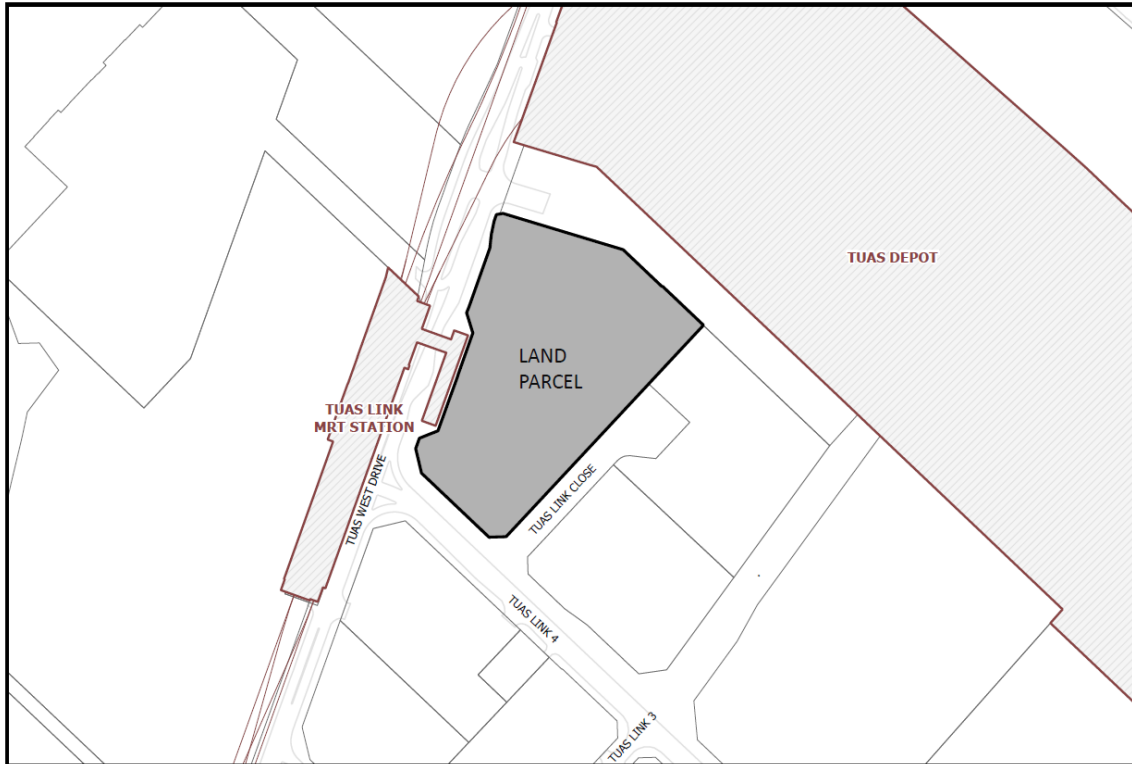 TUAS DEPOT
LAND
PARCEL
TUAS LINK
MRT STATION
TUAS WEST DRIVE
TUAS LINK CLOSE
TUAS LINK 4
TUAS LINK 3